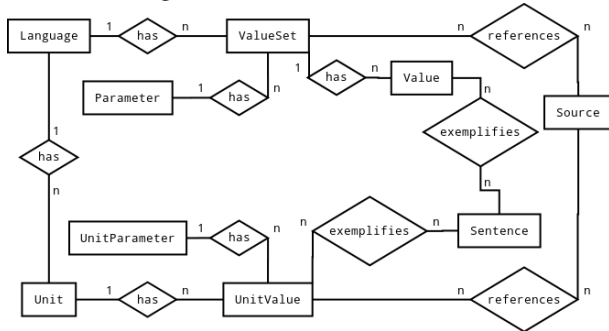 Language 1 has n ValueSet n references n
1 has n Value n
Parameter 1 has n
exemplifies
Source
1
has
n
n
UnitParameter 1 has n
n exemplifies n Sentence
Unit 1 has n UnitValue n references n